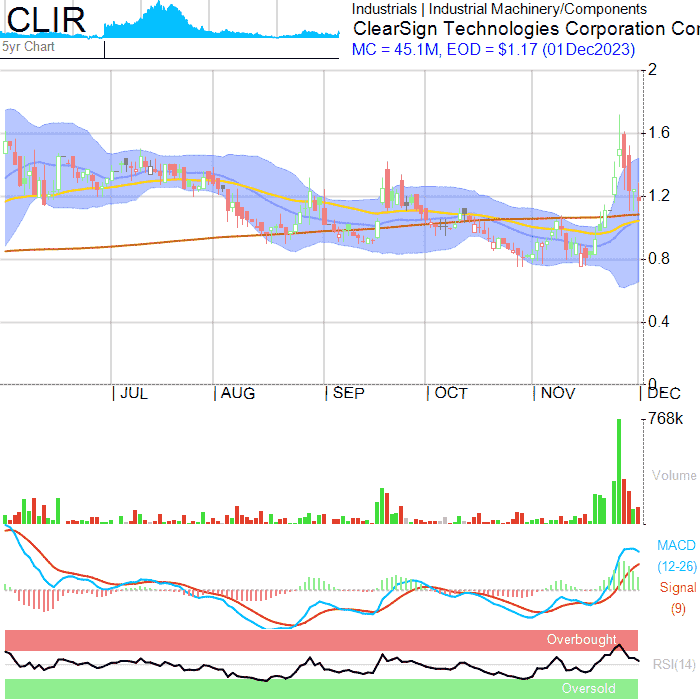 CLIR
5yr Chart
Industrials | Industrial Machinery/Components
ClearSign Technologies Corporation Cor
MC = 45.1M, EOD = $1.17 (01Dec2023)
2
1.6
1.2
0.8
0.4
0
JUL AUG SEP OCT NOV DEC
768k
Volume
MACD
(12-26)
Signal
(9)
Overbought
RSI(14)
Oversold